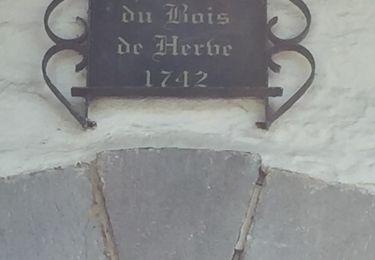 du Bois
de Herve
1742